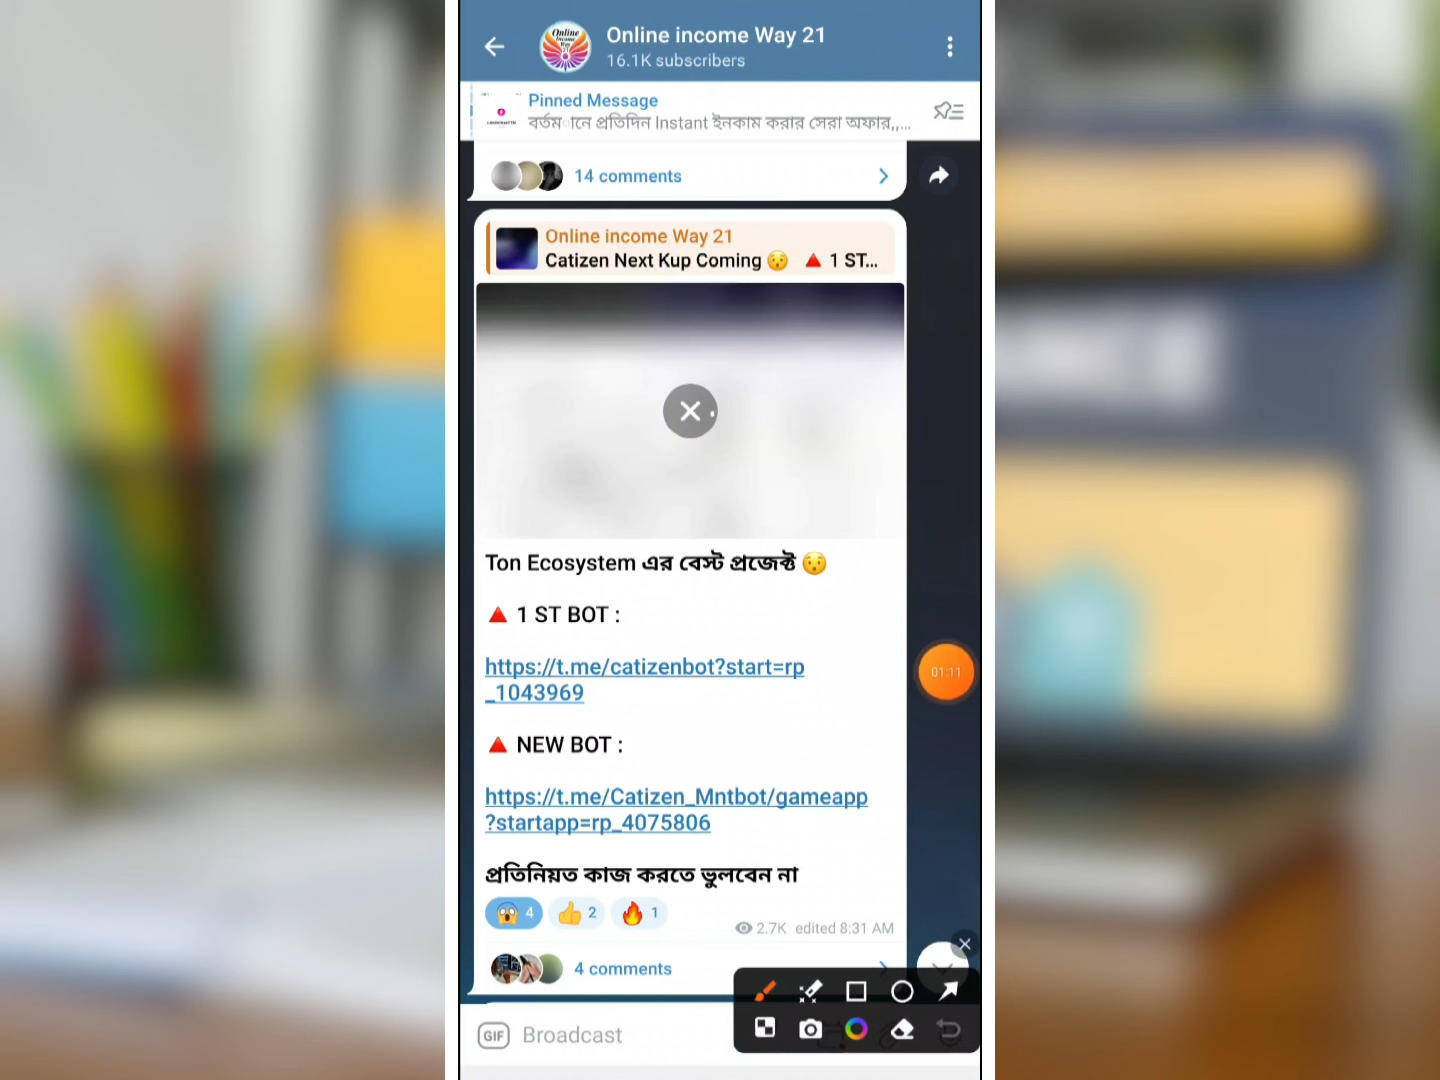 Online income Way 21
16.1K subscribers
Pinned Message
বর্তমানে প্রতিদিন Instant ইনকাম করার সেরা অফার,,...
14 comments
Online income Way 21
Catizen Next Kup Coming 😯 🔺 1 ST...
Ton Ecosystem এর বেস্ট প্রজেক্ট 😯
🔺 1 ST BOT :
https://t.me/catizenbot?start=rp
_1043969
🔺 NEW BOT :
https://t.me/Catizen_Mntbot/gameapp
?startapp=rp_4075806
প্রতিনিয়ত কাজ করতে ভুলবেন না
😱 4 👍 2 🔥 1
2.7K edited 8:31 AM
4 comments
GIF Broadcast
01:11